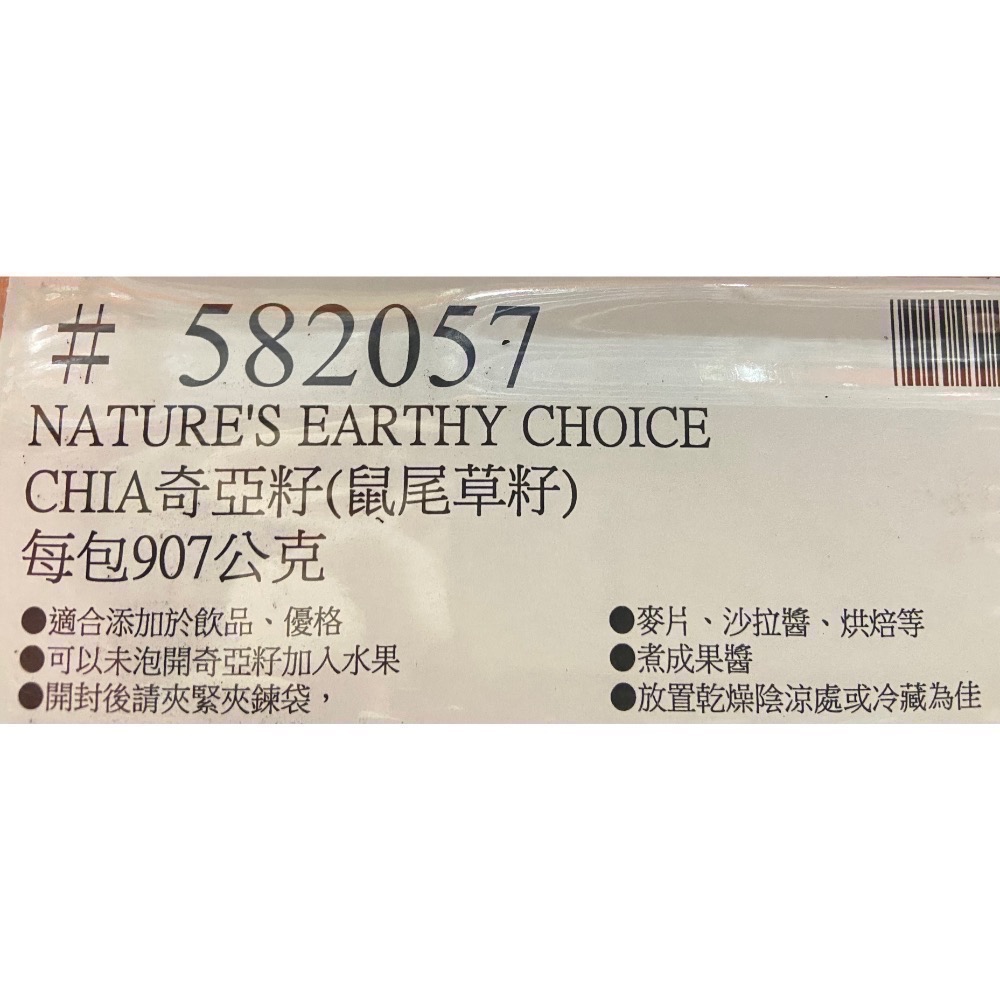 # 582057
NATURE'S EARTHY CHOICE
CHIA奇亞籽(鼠尾草籽)
每包907公克
●適合添加於飲品、優格
●麥片、沙拉醬、烘焙等
●可以未泡開奇亞籽加入水果
●煮成果醬
●開封後請夾緊夾鍊袋，
●放置乾燥陰涼處或冷藏為佳